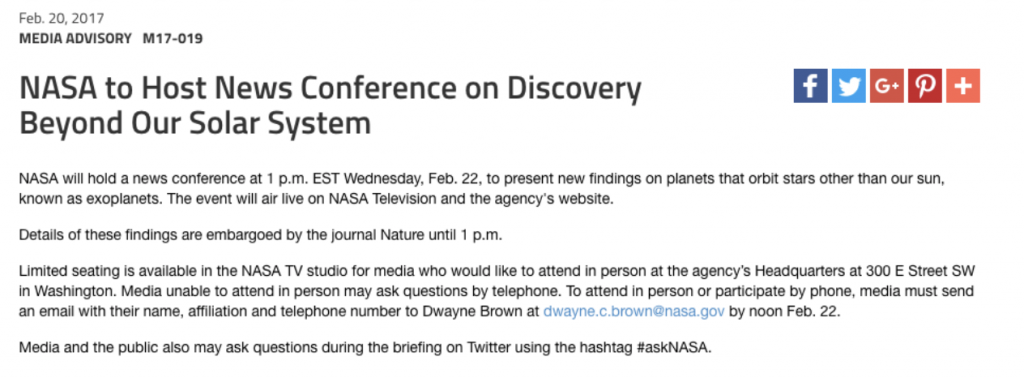 Feb. 20, 2017
MEDIA ADVISORY M17-019
NASA to Host News Conference on Discovery
Beyond Our Solar System
f G+ +
NASA will hold a news conference at 1 p.m. EST Wednesday, Feb. 22, to present new findings on planets that orbit stars other than our sun,
known as exoplanets. The event will air live on NASA Television and the agency's website.
Details of these findings are embargoed by the journal Nature until 1 p.m.
Limited seating is available in the NASA TV studio for media who would like to attend in person at the agency's Headquarters at 300 E Street SW
in Washington. Media unable to attend in person may ask questions by telephone. To attend in person or participate by phone, media must send
an email with their name, affiliation and telephone number to Dwayne Brown at dwayne.c.brown@nasa.gov by noon Feb. 22.
Media and the public also may ask questions during the briefing on Twitter using the hashtag #askNASA.